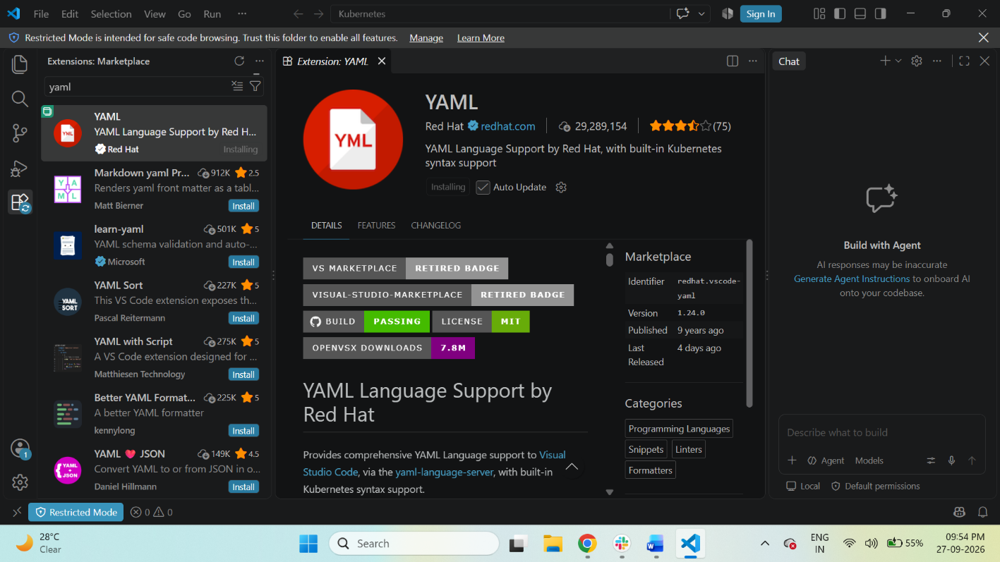 File Edit Selection View Go Run ···
Kubernetes
Sign In
Restricted Mode is intended for safe code browsing. Trust this folder to enable all features. Manage Learn More
Extensions: Marketplace
yaml
YAML
YAML Language Support by Red H...
Red Hat Installing
Markdown yaml Pr... 912K 2.5
Renders yaml front matter as a tabl...
Matt Bierner Install
learn-yaml 501K 5
YAML schema validation and auto-...
Microsoft Install
YAML Sort 227K 5
This VS Code extension exposes th...
Pascal Reitermann Install
YAML with Script 275K 5
A VS Code extension designed for ...
Matthiesen Technology Install
Better YAML Format... 225K 5
A better YAML formatter
kennylong Install
YAML ❤️ JSON 149K 4.5
Convert YAML to or from JSON in o...
Daniel Hillmann Install
Extension: YAML
YML
YAML
Red Hat redhat.com 29,289,154 (75)
YAML Language Support by Red Hat, with built-in Kubernetes
syntax support
Installing Auto Update
DETAILS FEATURES CHANGELOG
VS MARKETPLACE RETIRED BADGE
VISUAL-STUDIO-MARKETPLACE RETIRED BADGE
BUILD PASSING LICENSE MIT
OPENVSX DOWNLOADS 7.8M
YAML Language Support by
Red Hat
Provides comprehensive YAML Language support to Visual
Studio Code, via the yaml-language-server, with built-in
Kubernetes syntax support.
Marketplace
Identifier redhat.vscode-
yaml
Version 1.24.0
Published 9 years ago
Last 4 days ago
Released
Categories
Programming Languages
Snippets Linters
Formatters
Chat
Build with Agent
AI responses may be inaccurate
Generate Agent Instructions to onboard AI
onto your codebase.
Describe what to build
Agent Models
Local Default permissions
1
Restricted Mode 0 0
28°C
Clear
Search
ENG
IN
55%
09:54 PM
27-09-2026